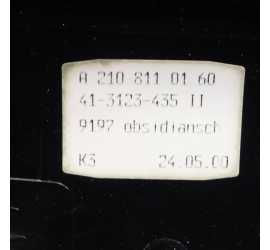 A 210 811 01 60
41-3123-435 II
9197 obsidiansch
K3 24.05.00